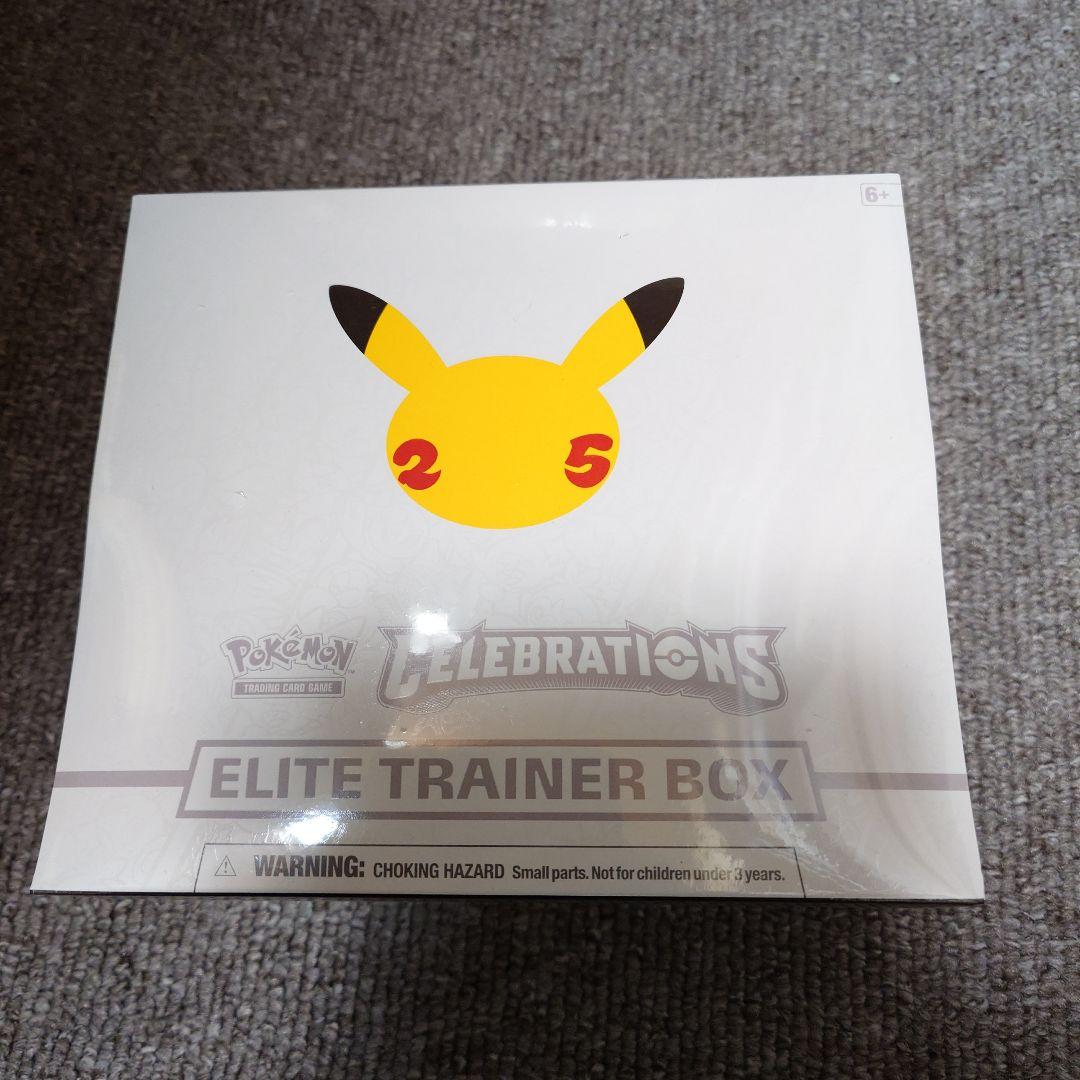 6+
2 5
Pokémon
TRADING CARD GAME
CELEBRATIONS
ELITE TRAINER BOX
WARNING: CHOKING HAZARD Small parts. Not for children under 3 years.